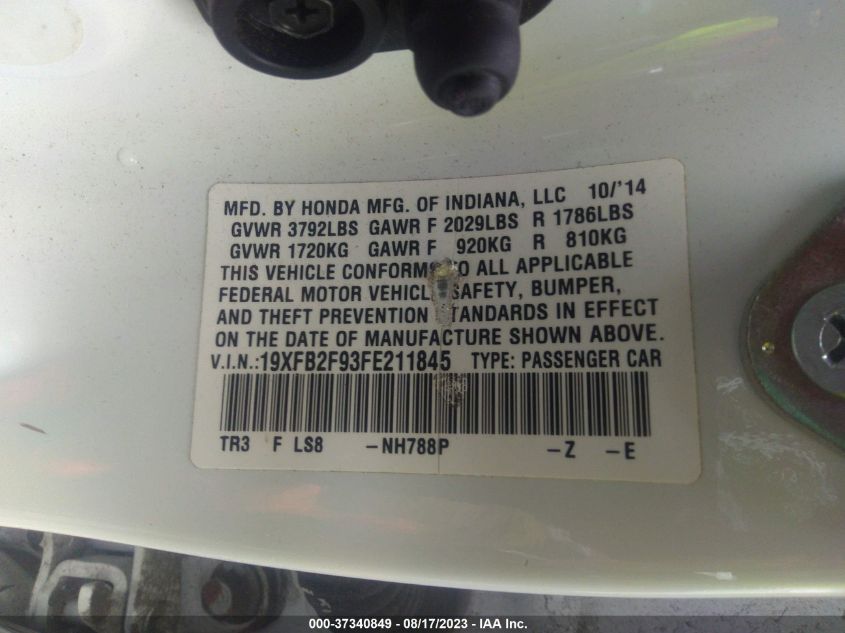 MFD. BY HONDA MFG. OF INDIANA, LLC 10/'14
GVWR 3792LBS GAWR F 2029LBS R 1786LBS
GVWR 1720KG GAWR F 920KG R 810KG
THIS VEHICLE CONFORMS TO ALL APPLICABLE
FEDERAL MOTOR VEHICLE SAFETY, BUMPER,
AND THEFT PREVENTION STANDARDS IN EFFECT
ON THE DATE OF MANUFACTURE SHOWN ABOVE.
V.I.N.:19XFB2F93FE211845 TYPE: PASSENGER CAR
TR3 F LS8 -NH788P -Z -E
000-37340849 - 08/17/2023 - IAA Inc.